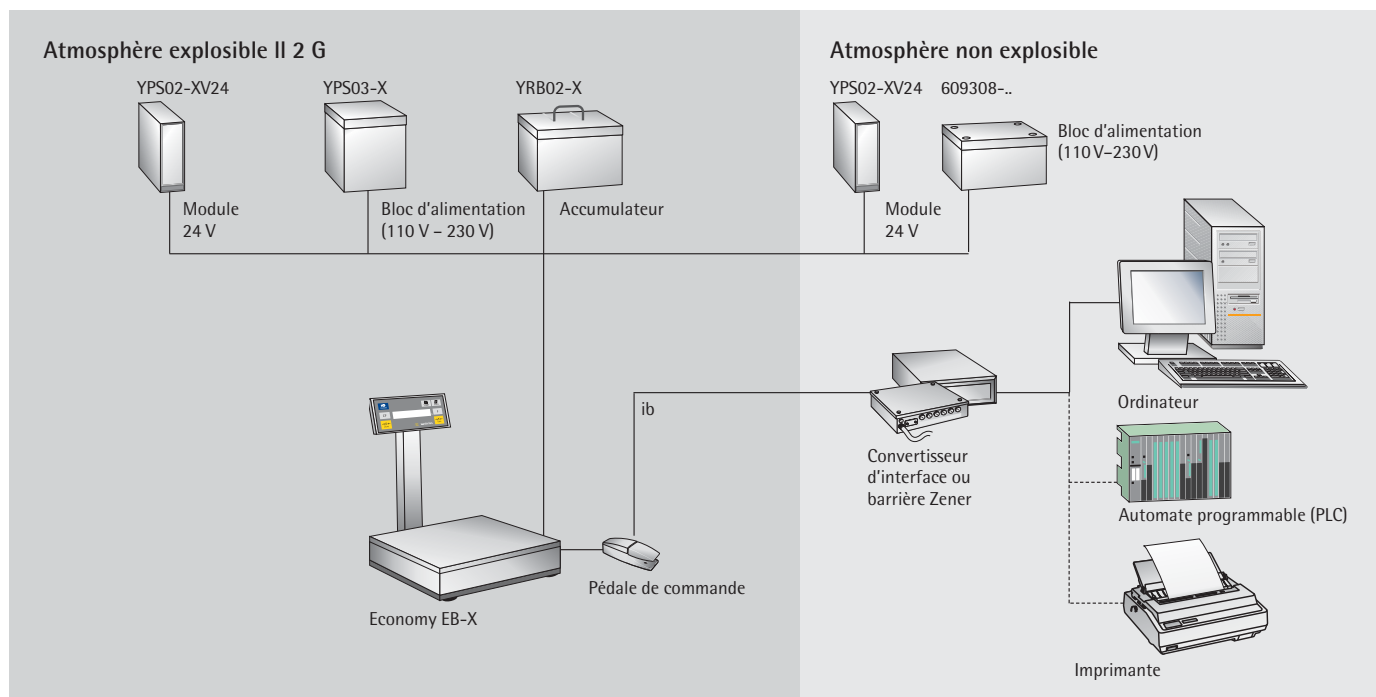 Atmosphère explosible II 2 G
YPS02-XV24
YPS03-X
YRB02-X
Module
24 V
Bloc d'alimentation
(110 V – 230 V)
Accumulateur
Atmosphère non explosible
YPS02-XV24
609308-..
Bloc d'alimentation
(110 V–230 V)
Module
24 V
ib
Convertisseur
d'interface ou
barrière Zener
Ordinateur
Automate programmable (PLC)
Imprimante
Pédale de commande
Economy EB-X